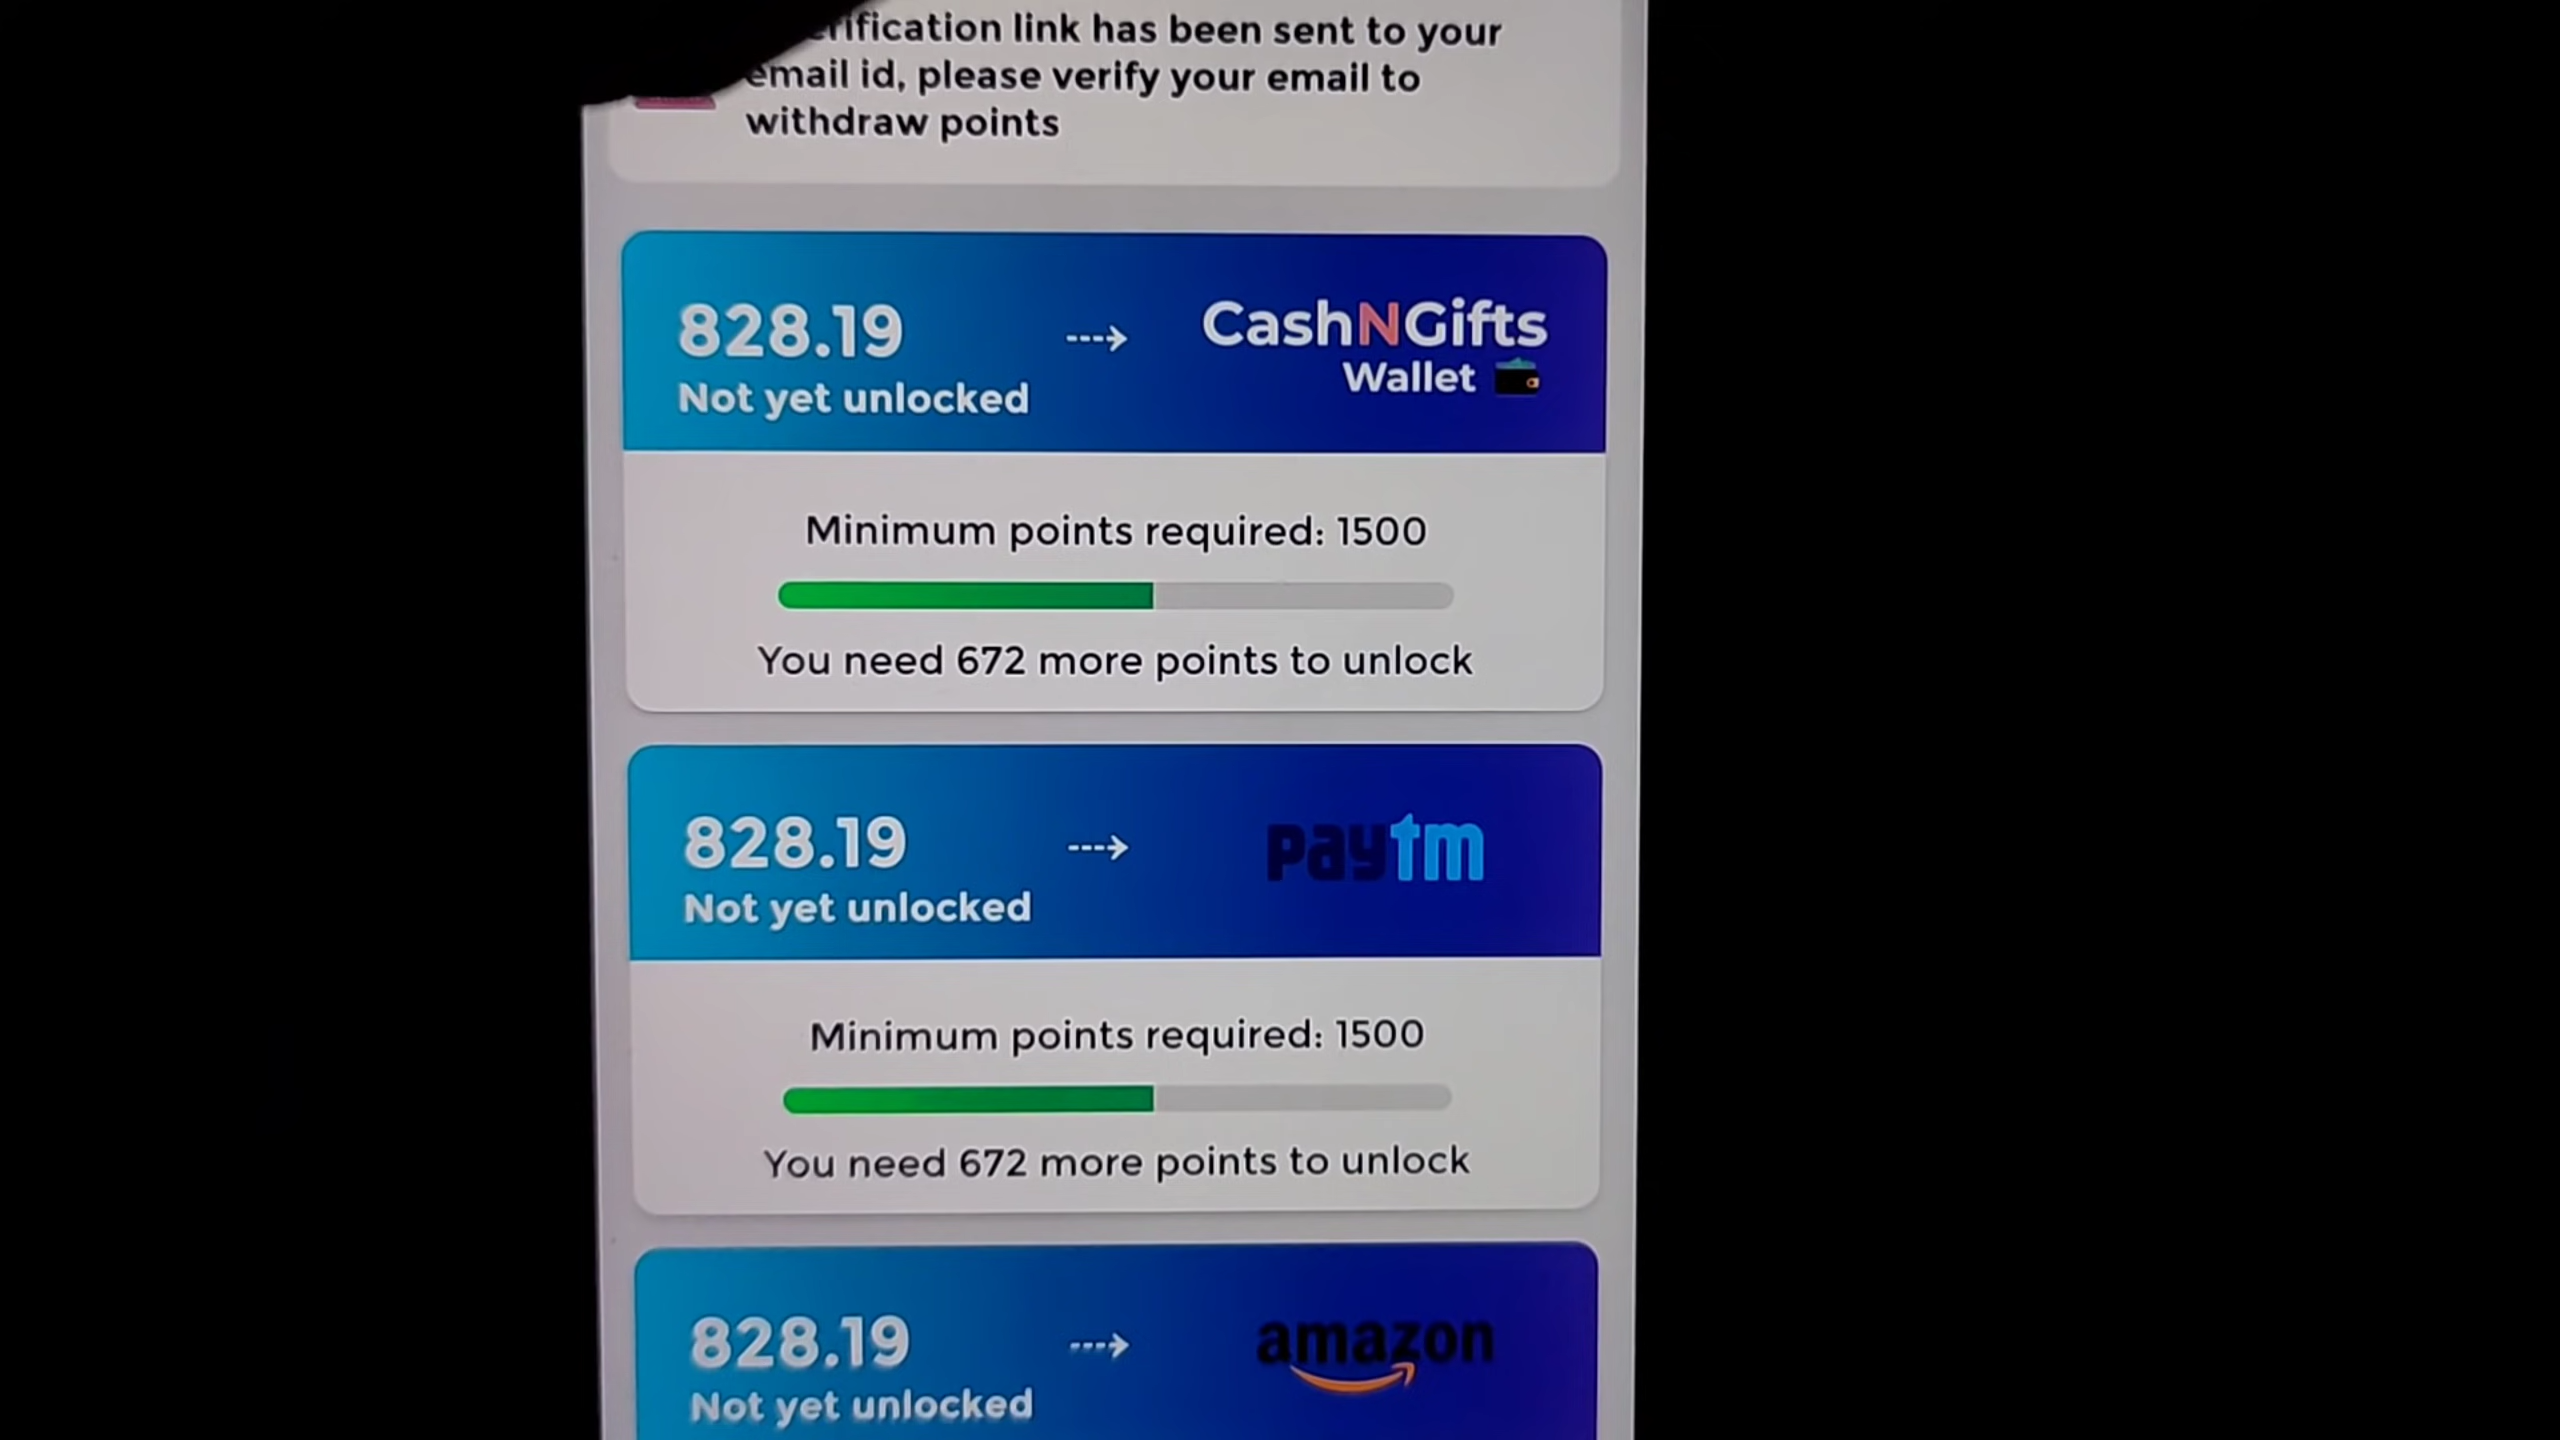 link has been sent to your
email id, please verify your email to
withdraw points
828.19
Not yet unlocked
CashNGifts
Wallet
Minimum points required: 1500
You need 672 more points to unlock
828.19
Not yet unlocked
paytm
Minimum points required: 1500
You need 672 more points to unlock
828.19
Not yet unlocked
amazon